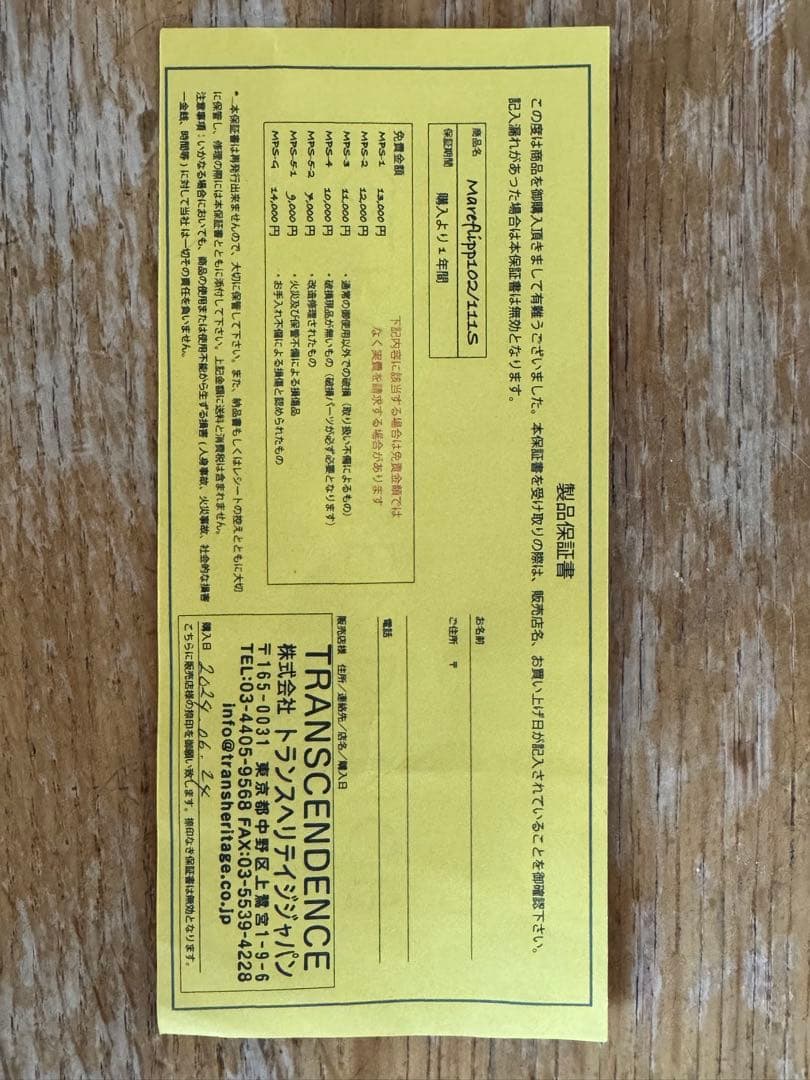 製品保証書
この度は商品を御購入頂きまして有難うございました。本保証書を受け取りの際は、販売店名、お買い上げ日が記入されていることを御確認下さい。
記入漏れがあった場合は本保証書は無効となります。
商品名 Mareflipp102/111S
保証期間 購入より1年間
免責金額
MPS-1 13,000円
MPS-2 12,000円
MPS-3 11,000円
MPS-4 10,000円
MPS-5-2 7,000円
MPS-5-1 9,000円
MPS-G 14,000円
下記内容に該当する場合は免責金額では
なく実費を請求する場合があります
・通常の御使用以外での破損（取り扱い不備によるもの）
・破損現品が無いもの（破損パーツが必ず必要となります）
・改造修理されたもの
・火災及び保管不備による損傷品
・お手入れ不備による損傷と認められたもの
* 本保証書は再発行出来ませんので、大切に保管して下さい。また、納品書もしくはレシートの控えとともに大切
に保管し、修理の際には本保証書とともに添付して下さい。上記金額に送料と消費税は含まれません。
注意事項：いかなる場合においても、商品の使用または使用不能から生ずる損害(人身事故、火災事故、社会的な損害
ー金銭、時間等)に対して当社は一切その責任を負いません。
お名前
ご住所 〒
電話
販売店様 住所／連絡先／店名／購入日
TRANSCENDENCE
株式会社 トランスヘリテイジジャパン
〒165-0031 東京都中野区上鷺宮1-9-6
TEL:03-4405-9568 FAX:03-5539-4228
info@transheritage.co.jp
購入日 2024.06.24
こちらに販売店様の捺印を御願い致します。捺印なき保証書は無効となります。